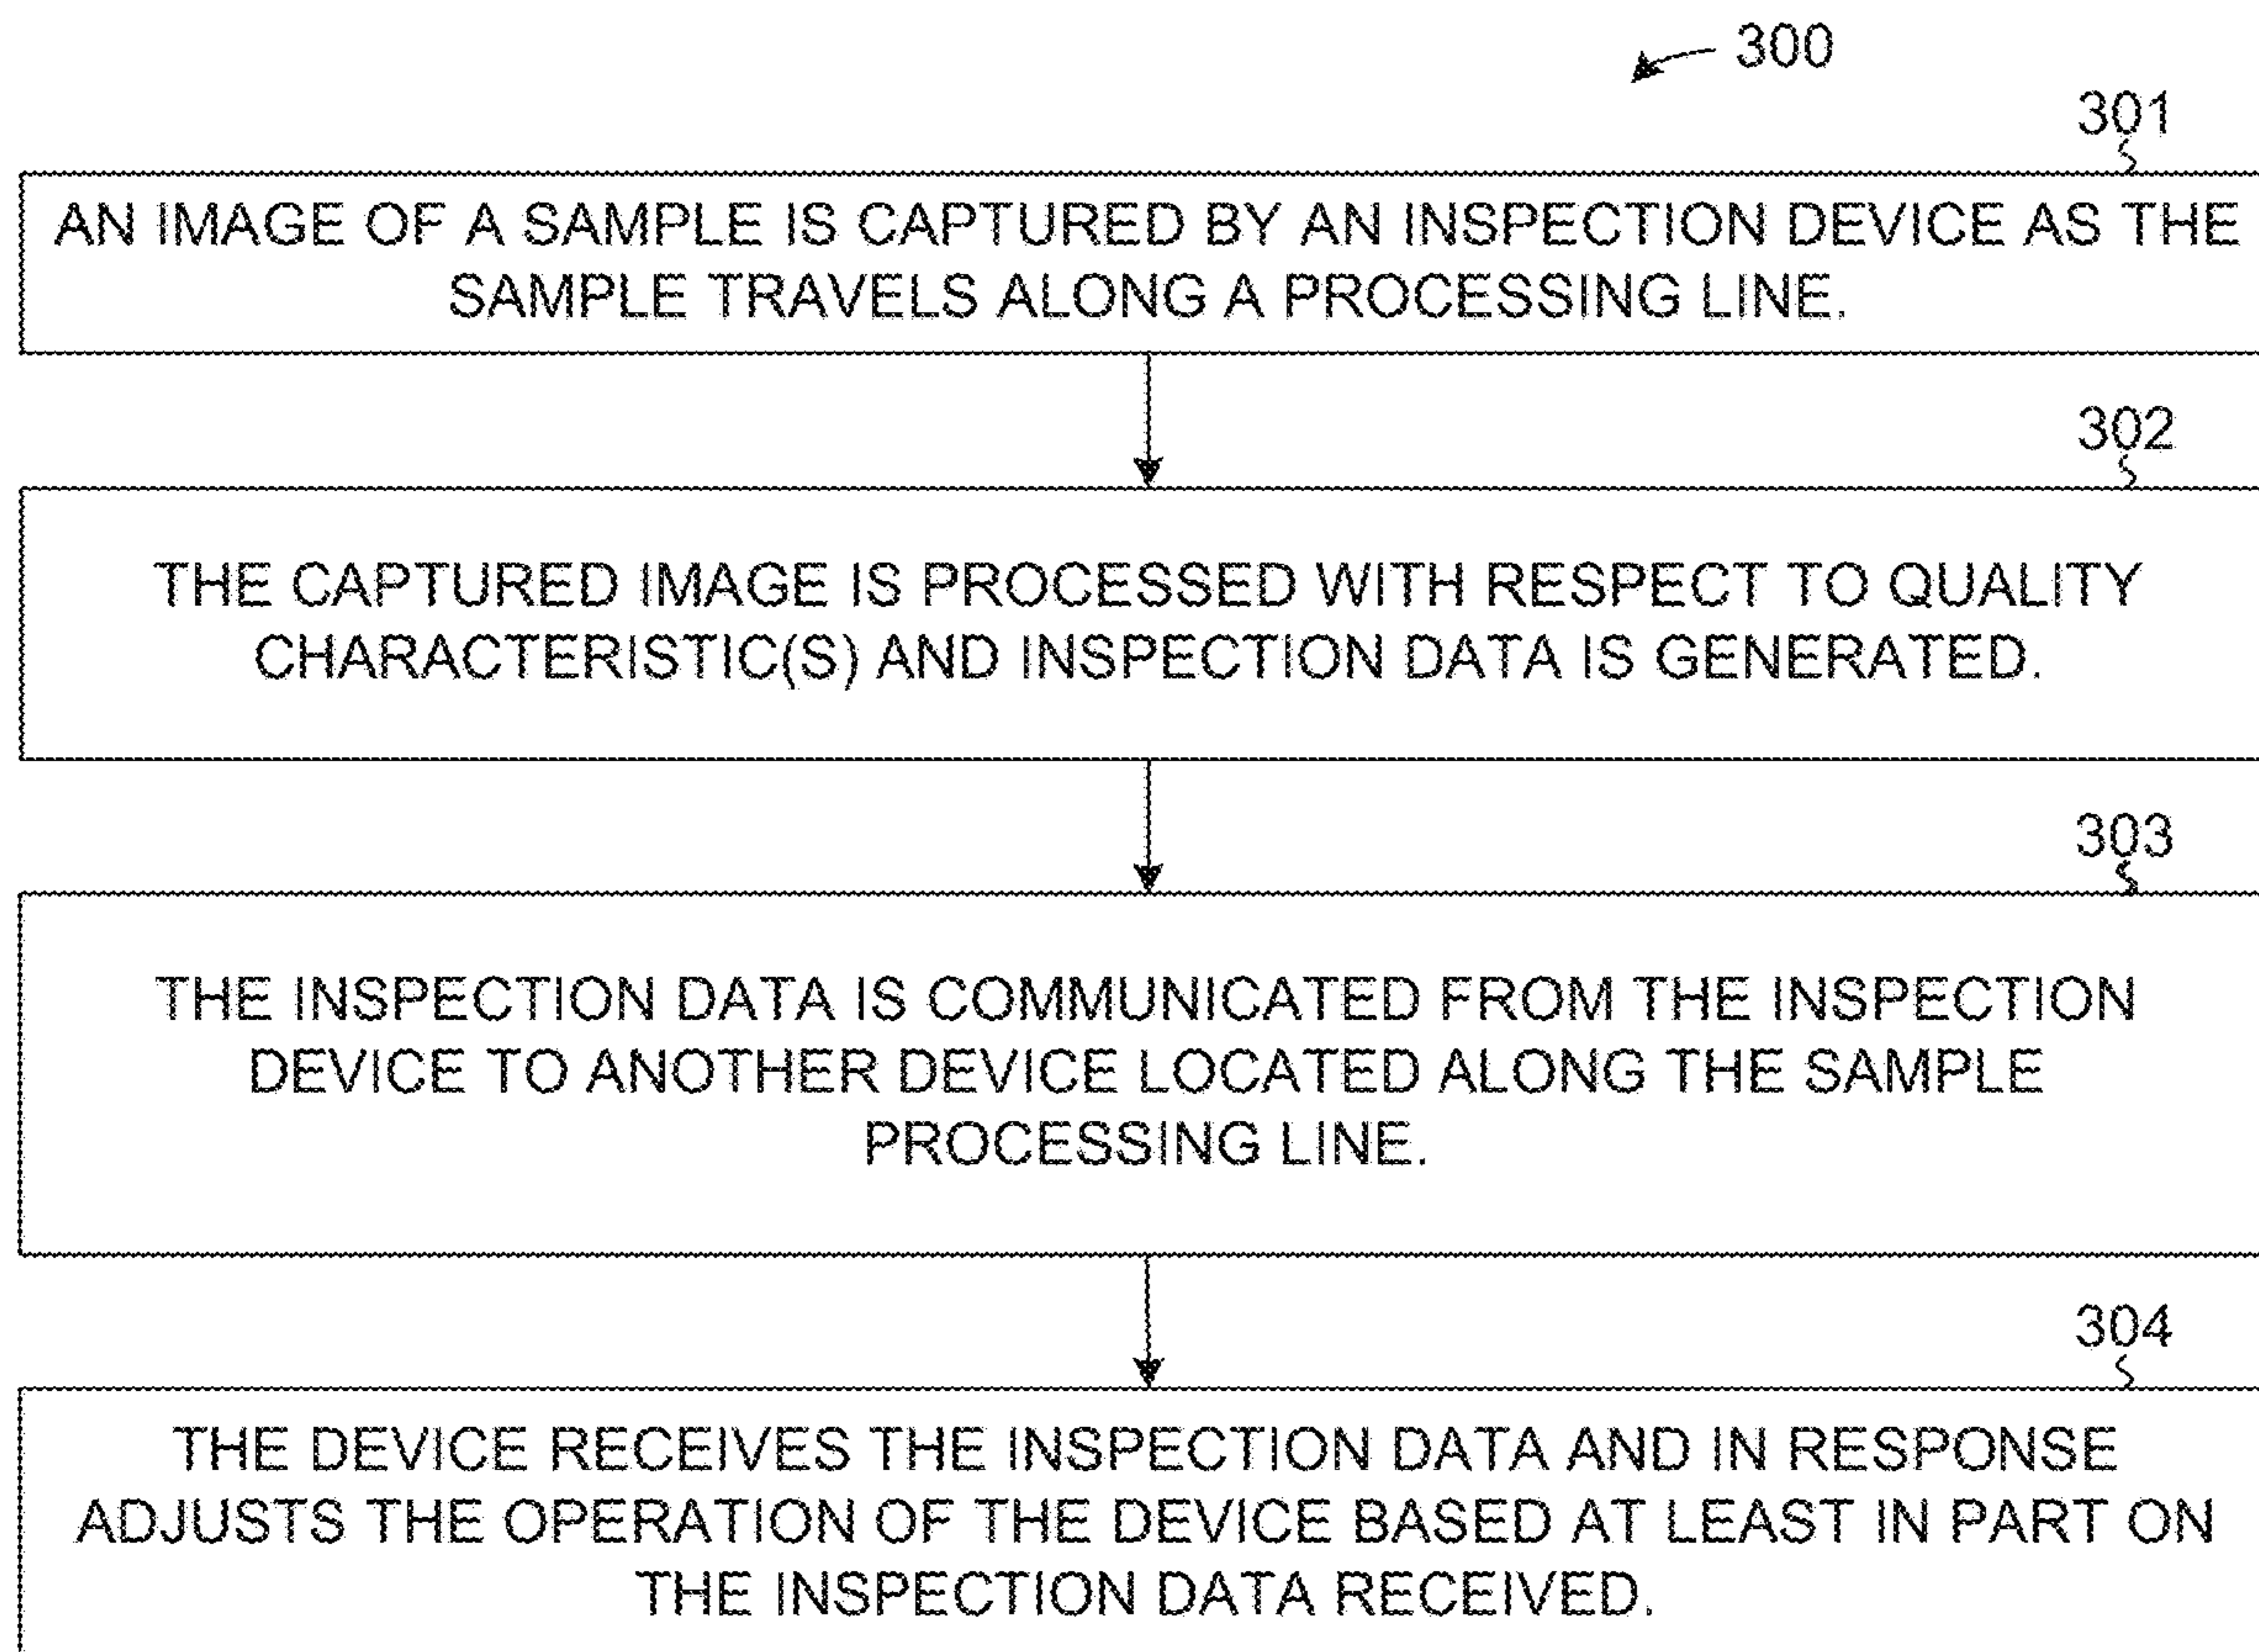 300
301
AN IMAGE OF A SAMPLE IS CAPTURED BY AN INSPECTION DEVICE AS THE
SAMPLE TRAVELS ALONG A PROCESSING LINE.
302
THE CAPTURED IMAGE IS PROCESSED WITH RESPECT TO QUALITY
CHARACTERISTIC(S) AND INSPECTION DATA IS GENERATED.
303
THE INSPECTION DATA IS COMMUNICATED FROM THE INSPECTION
DEVICE TO ANOTHER DEVICE LOCATED ALONG THE SAMPLE
PROCESSING LINE.
304
THE DEVICE RECEIVES THE INSPECTION DATA AND IN RESPONSE
ADJUSTS THE OPERATION OF THE DEVICE BASED AT LEAST IN PART ON
THE INSPECTION DATA RECEIVED.